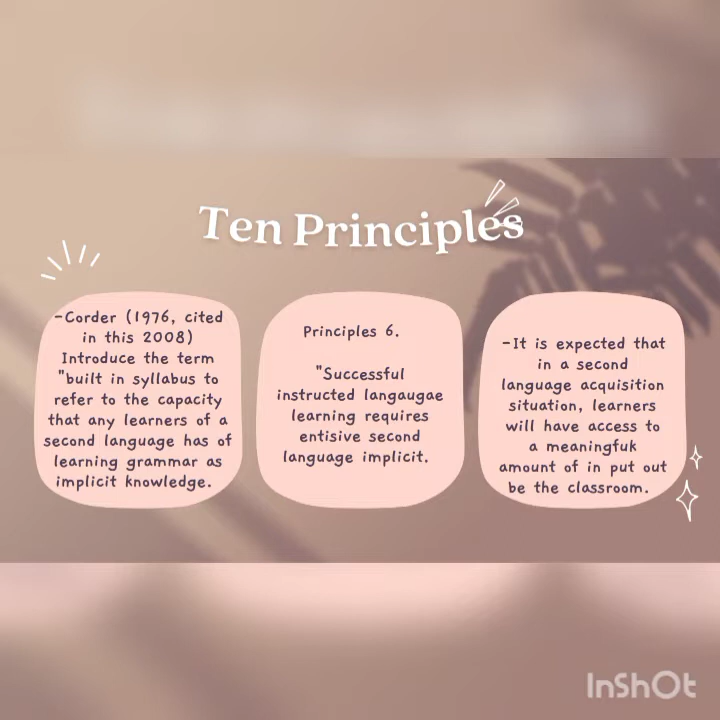 Ten Principles
-Corder (1976, cited
in this 2008)
Introduce the term
"built in syllabus to
refer to the capacity
that any learners of a
second language has of
learning grammar as
implicit knowledge.
Principles 6.
"Successful
instructed langaugae
learning requires
entisive second
language implicit.
-It is expected that
in a second
language acquisition
situation, learners
will have access to
a meaningfuk
amount of in put out
be the classroom.
InShOt